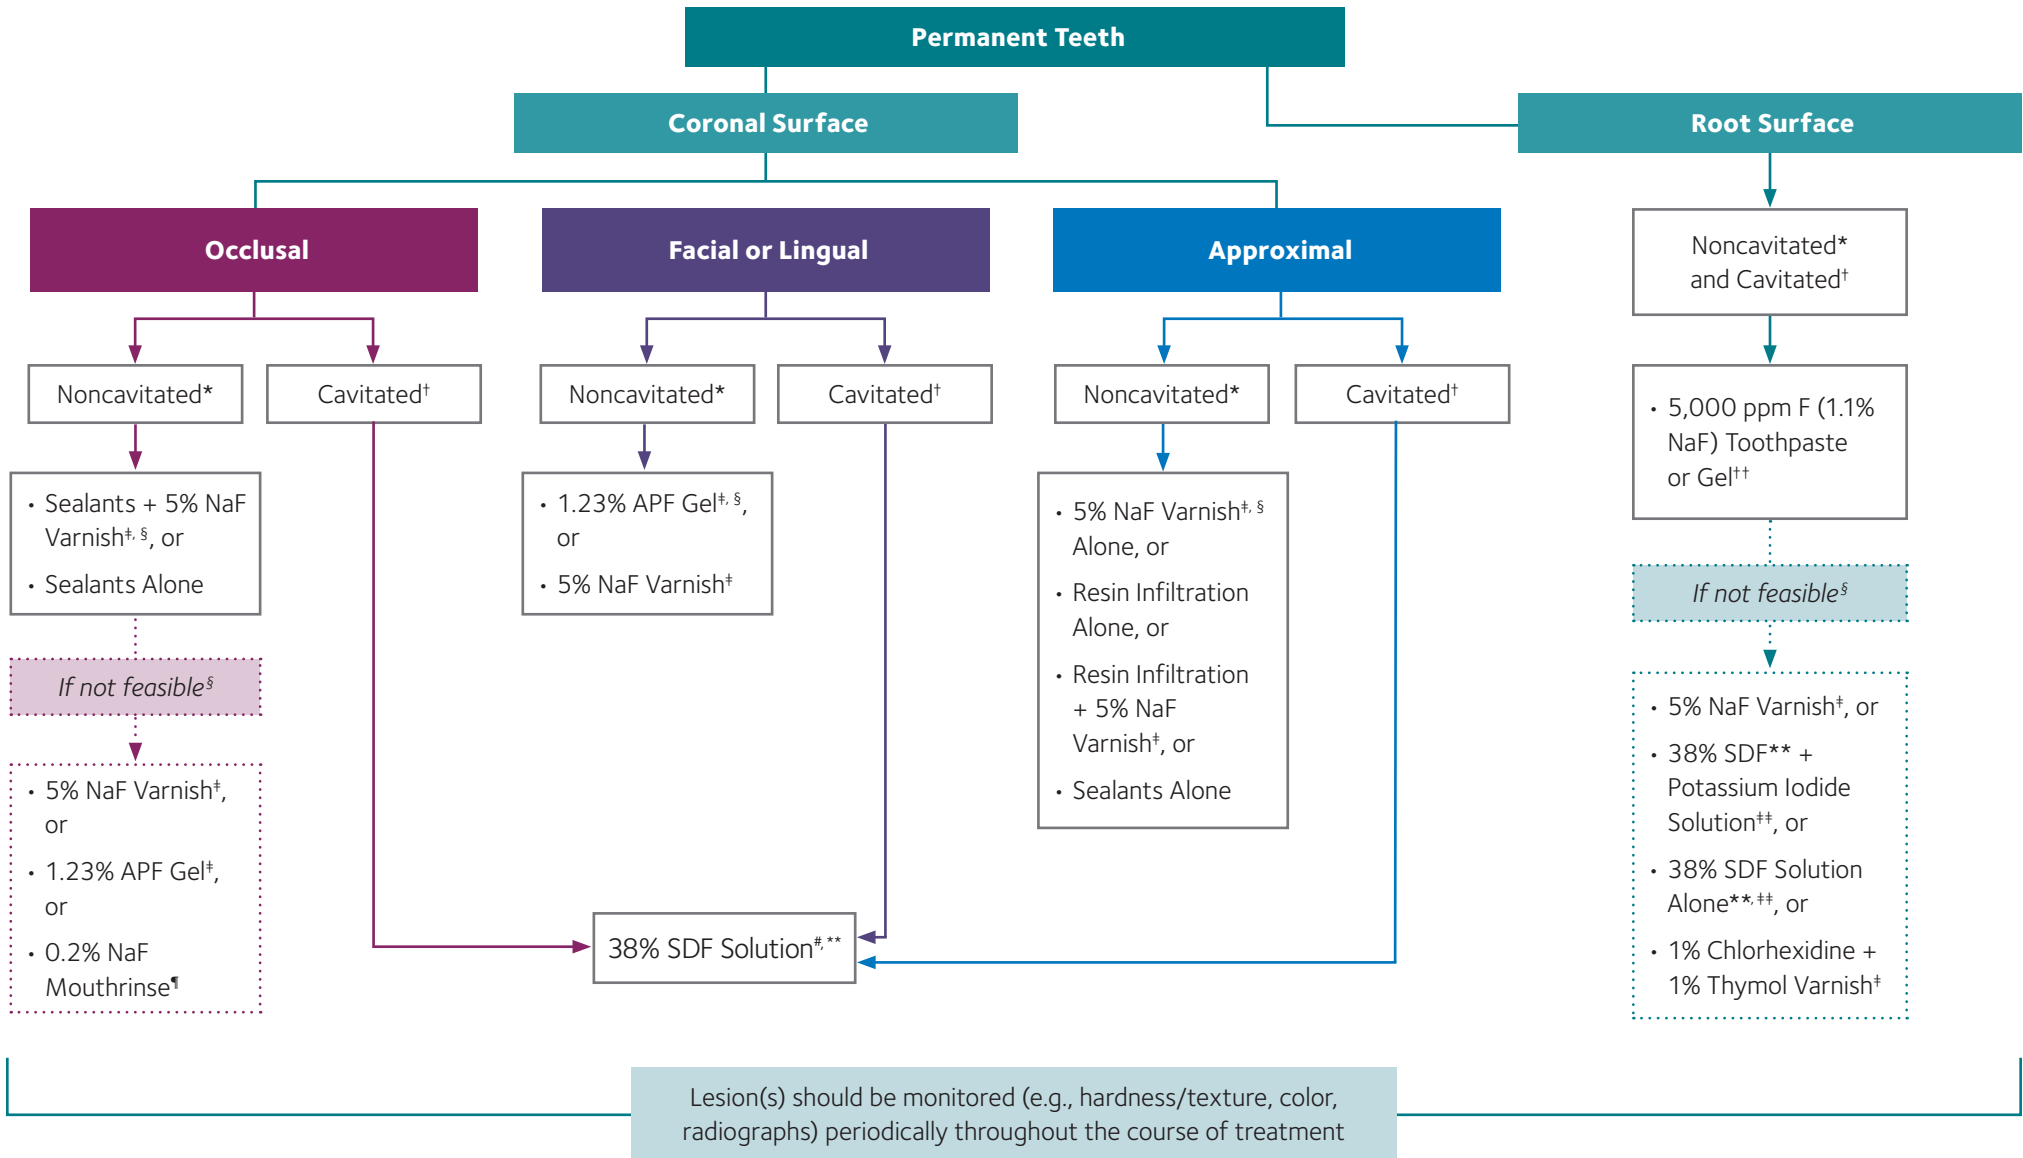 Permanent Teeth
Coronal Surface
Root Surface
Occlusal
Facial or Lingual
Approximal
Noncavitated*
and Cavitated†
Noncavitated*
Cavitated†
Noncavitated*
Cavitated†
Noncavitated*
Cavitated†
• Sealants + 5% NaF
Varnish‡, §, or
• Sealants Alone
If not feasible§
• 5% NaF Varnish‡,
or
• 1.23% APF Gel‡,
or
• 0.2% NaF
Mouthrinse¶
• 1.23% APF Gel‡, §,
or
• 5% NaF Varnish‡
• 5% NaF Varnish‡, §
Alone, or
• Resin Infiltration
Alone, or
• Resin Infiltration
+ 5% NaF
Varnish‡, or
• Sealants Alone
38% SDF Solution#, **
• 5,000 ppm F (1.1%
NaF) Toothpaste
or Gel††
If not feasible§
• 5% NaF Varnish‡, or
• 38% SDF** +
Potassium Iodide
Solution‡‡, or
• 38% SDF Solution
Alone**, ‡‡, or
• 1% Chlorhexidine +
1% Thymol Varnish‡
Lesion(s) should be monitored (e.g., hardness/texture, color,
radiographs) periodically throughout the course of treatment